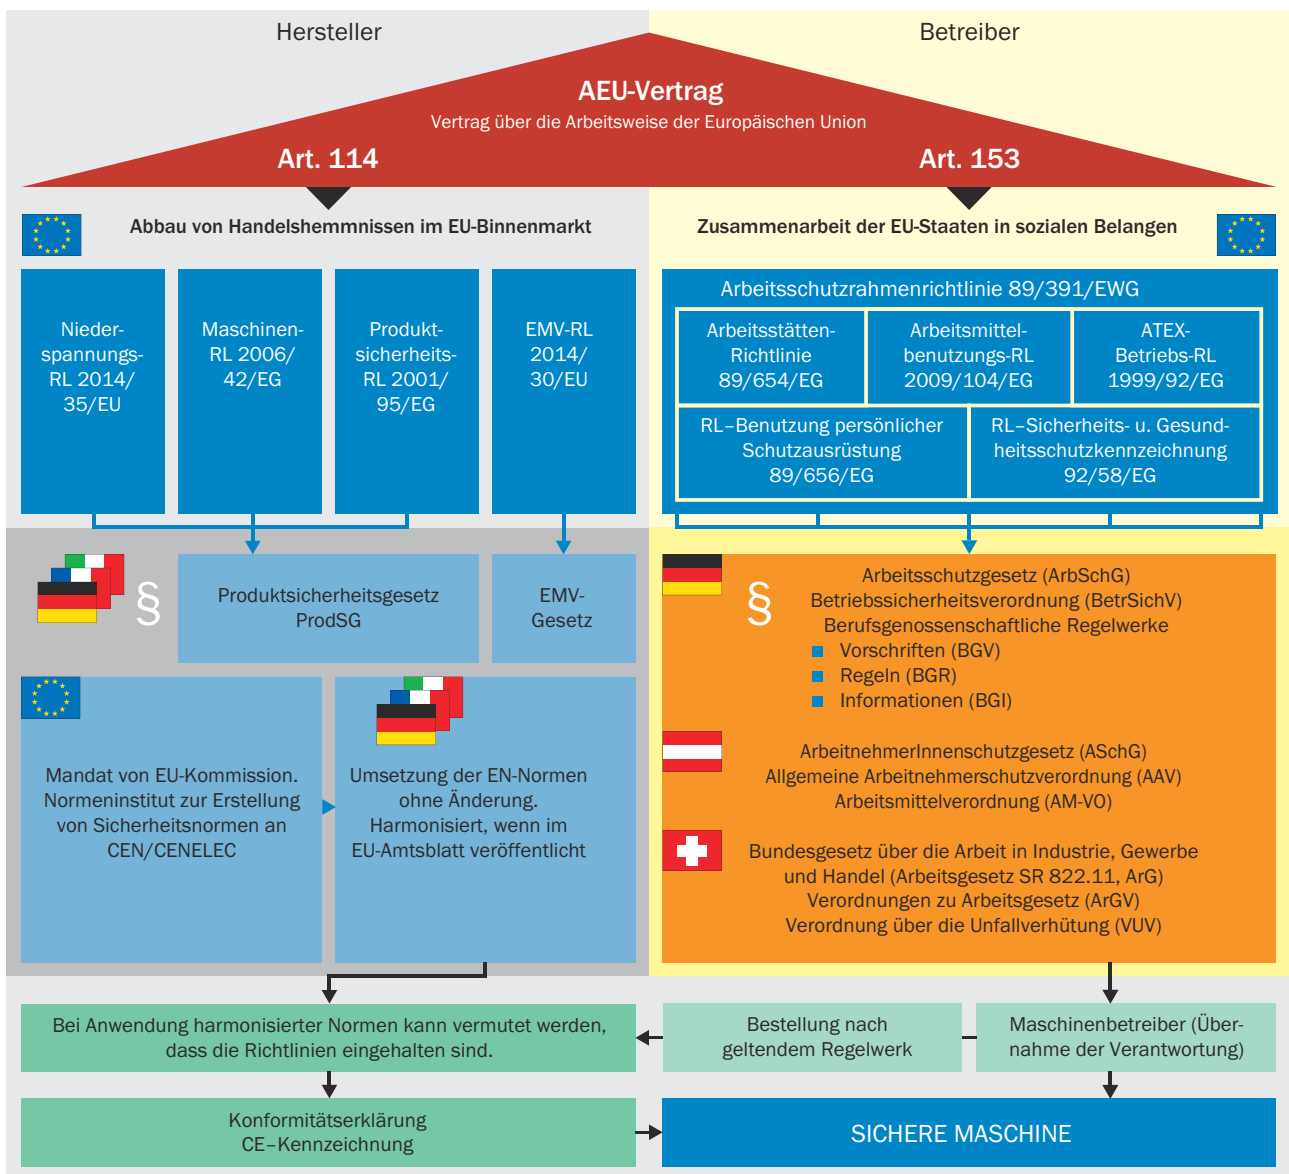 Hersteller
Betreiber
AEU-Vertrag
Vertrag über die Arbeitsweise der Europäischen Union
Art. 114
Art. 153
Abbau von Handelshemmnissen im EU-Binnenmarkt
Zusammenarbeit der EU-Staaten in sozialen Belangen
Nieder-
spannungs-
RL 2014/
35/EU
Maschinen-
RL 2006/
42/EG
Produkt-
sicherheits-
RL 2001/
95/EG
EMV-RL
2014/
30/EU
Arbeitsschutzrahmenrichtlinie 89/391/EWG
Arbeitsstätten-
Richtlinie
89/654/EG
Arbeitsmittel-
benutzungs-RL
2009/104/EG
ATEX-
Betriebs-RL
1999/92/EG
RL–Benutzung persönlicher
Schutzausrüstung
89/656/EG
RL–Sicherheits- u. Gesund-
heitsschutzkennzeichnung
92/58/EG
§
Produktsicherheitsgesetz
ProdSG
EMV-
Gesetz
§
Arbeitsschutzgesetz (ArbSchG)
Betriebssicherheitsverordnung (BetrSichV)
Berufsgenossenschaftliche Regelwerke
Vorschriften (BGV)
Regeln (BGR)
Informationen (BGI)
Mandat von EU-Kommission.
Normeninstitut zur Erstellung
von Sicherheitsnormen an
CEN/CENELEC
Umsetzung der EN-Normen
ohne Änderung.
Harmonisiert, wenn im
EU-Amtsblatt veröffentlicht
ArbeitnehmerInnenschutzgesetz (ASchG)
Allgemeine Arbeitnehmerschutzverordnung (AAV)
Arbeitsmittelverordnung (AM-VO)
Bundesgesetz über die Arbeit in Industrie, Gewerbe
und Handel (Arbeitsgesetz SR 822.11, ArG)
Verordnungen zu Arbeitsgesetz (ArGV)
Verordnung über die Unfallverhütung (VUV)
Bei Anwendung harmonisierter Normen kann vermutet werden,
dass die Richtlinien eingehalten sind.
Bestellung nach
geltendem Regelwerk
Maschinenbetreiber (Über-
nahme der Verantwortung)
Konformitätserklärung
CE–Kennzeichnung
SICHERE MASCHINE